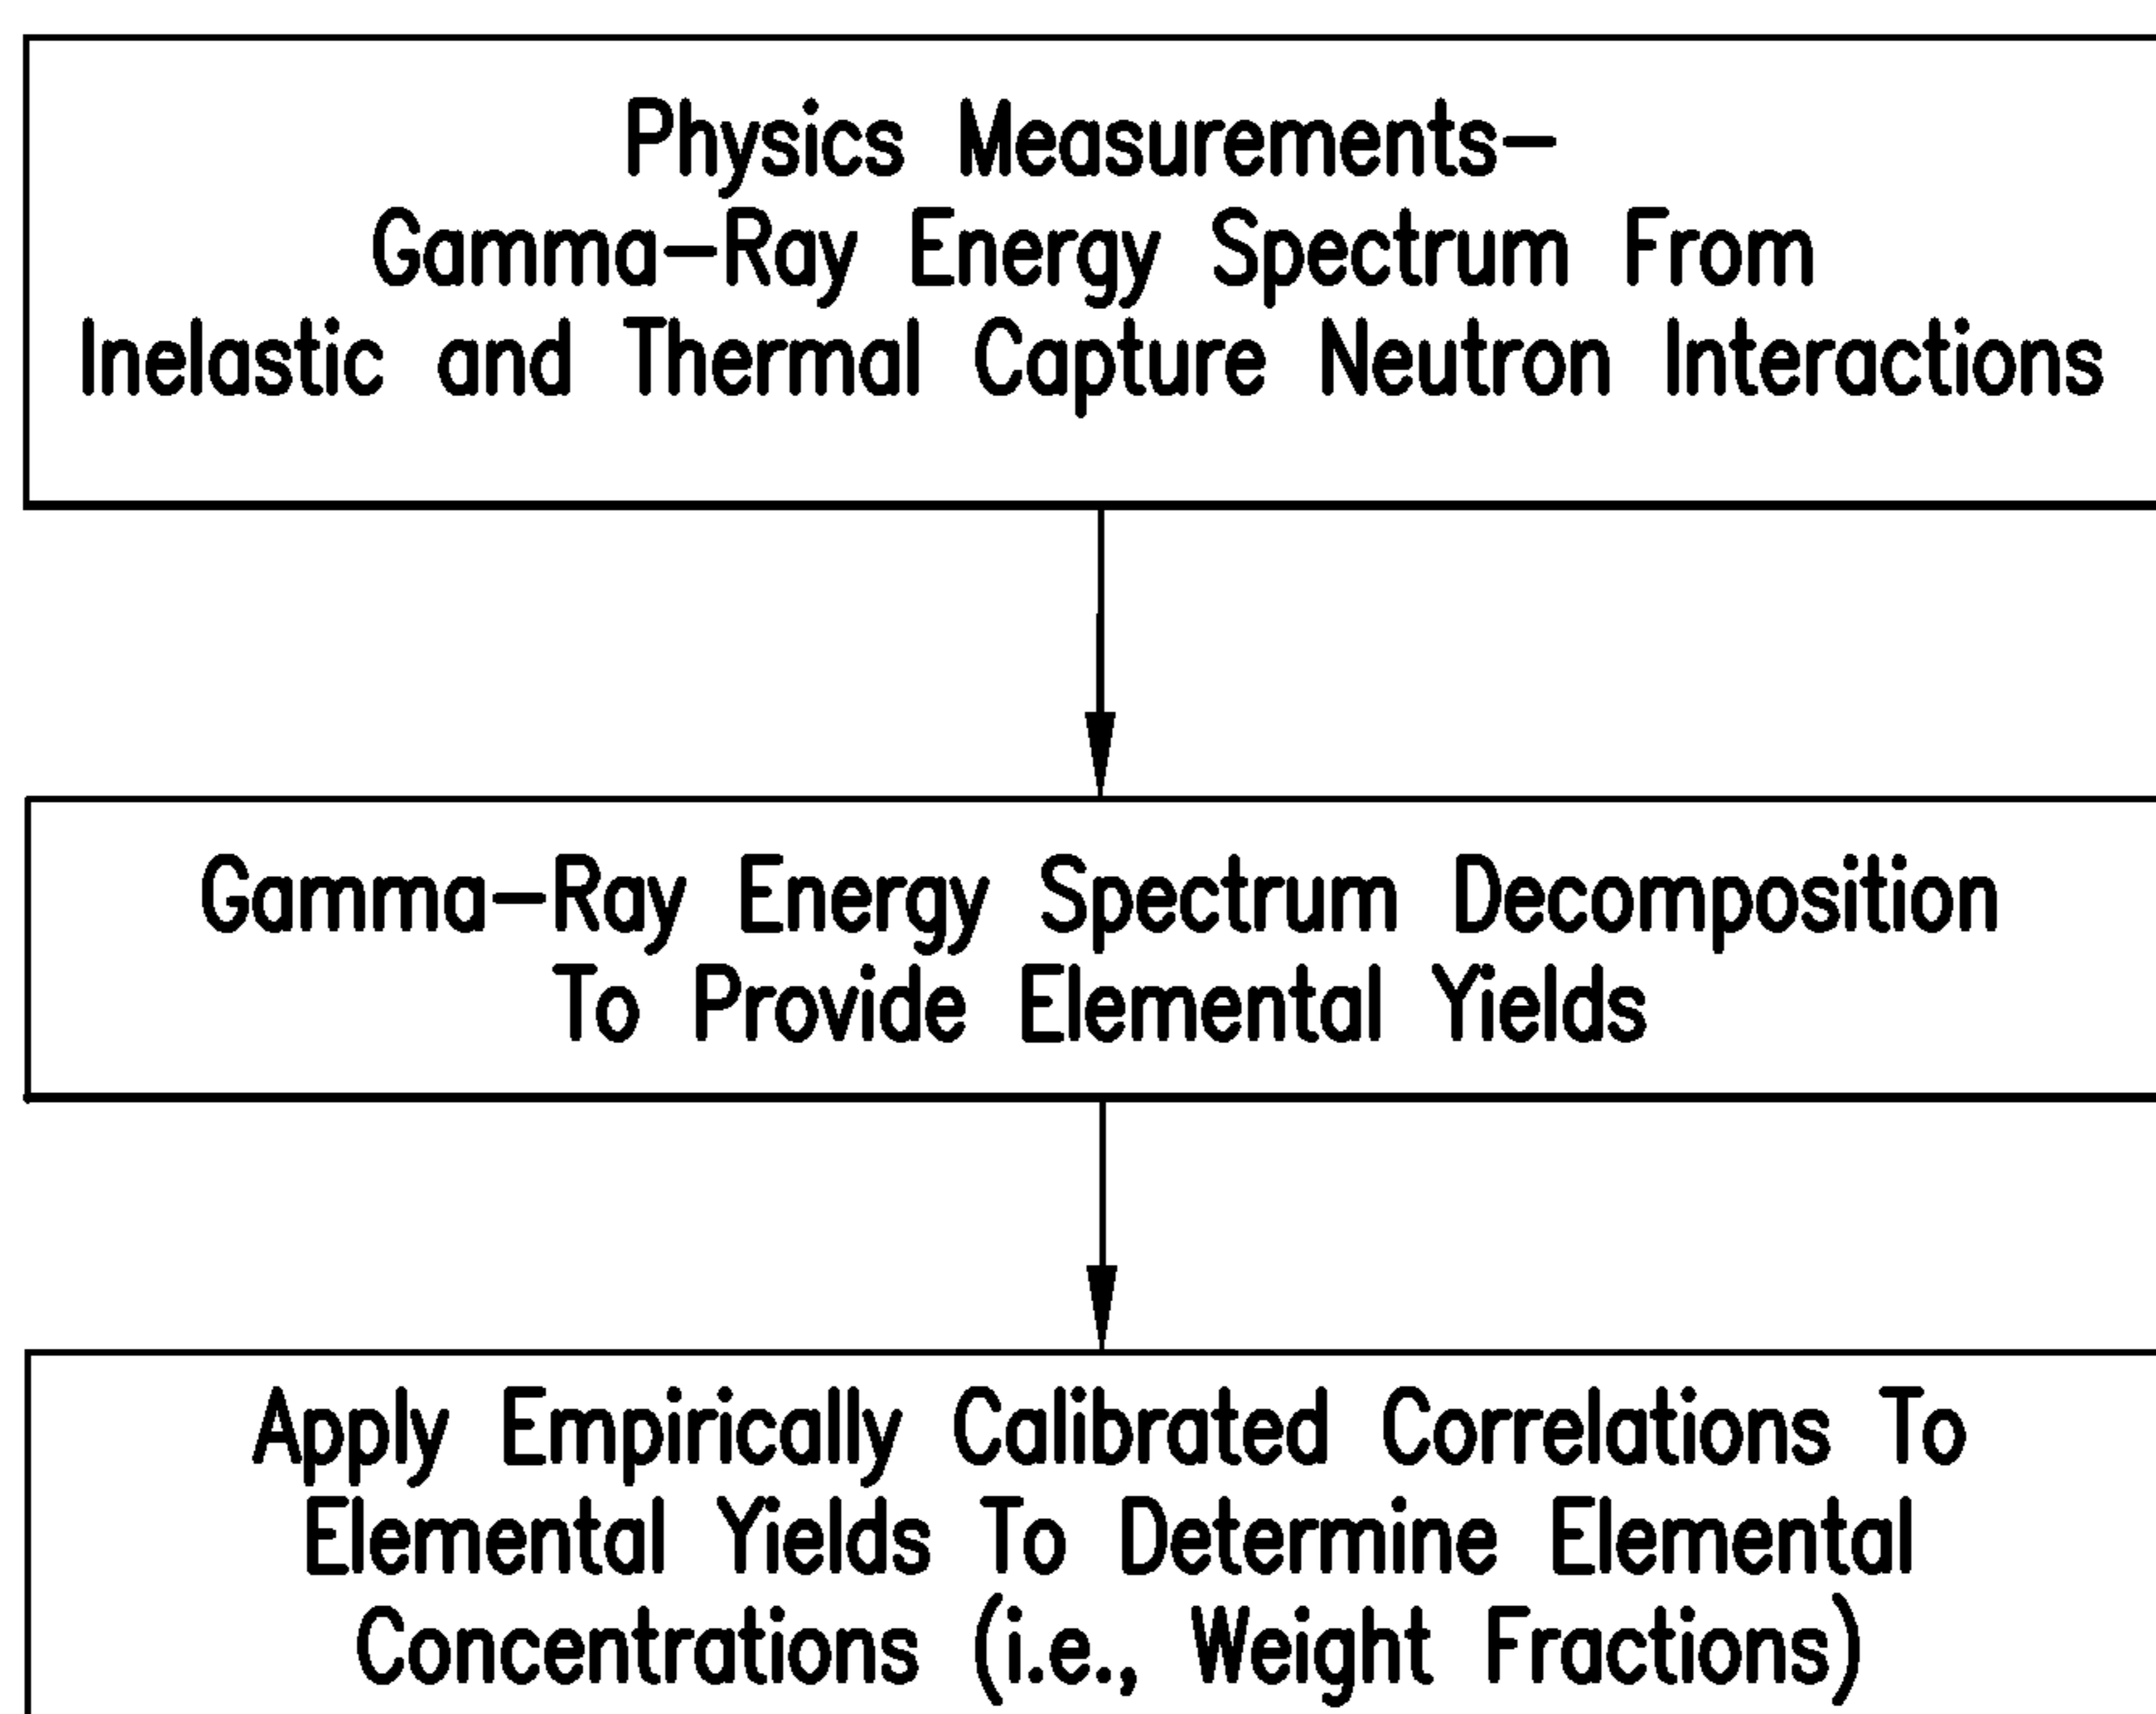 Physics Measurements-
Gamma-Ray Energy Spectrum From
Inelastic and Thermal Capture Neutron Interactions
Gamma-Ray Energy Spectrum Decomposition
To Provide Elemental Yields
Apply Empirically Calibrated Correlations To
Elemental Yields To Determine Elemental
Concentrations (i.e., Weight Fractions)